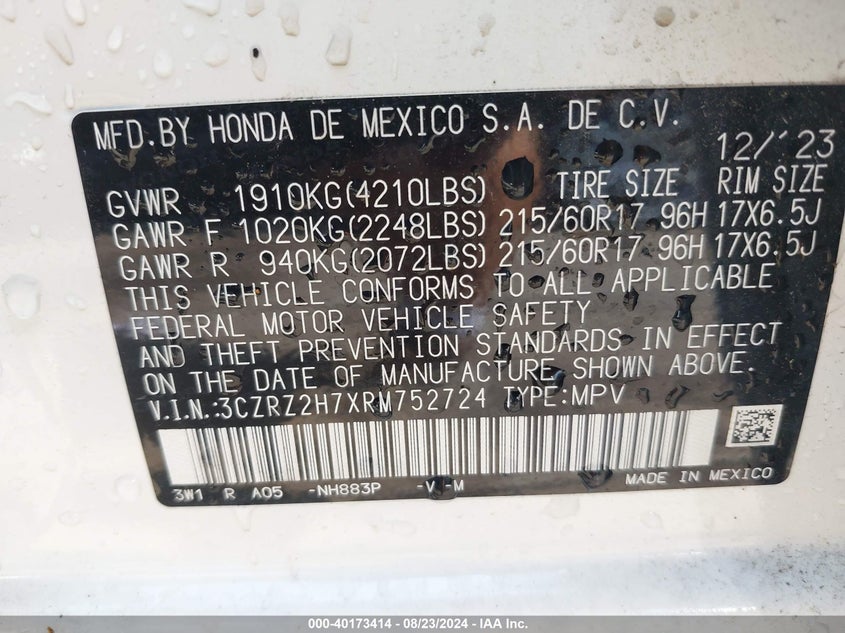 MFD.BY HONDA DE MEXICO S.A. DE C.V.
12/'23
GVWR 1910KG(4210LBS) TIRE SIZE RIM SIZE
GAWR F 1020KG(2248LBS) 215/60R17 96H 17X6.5J
GAWR R 940KG(2072LBS) 215/60R17 96H 17X6.5J
THIS VEHICLE CONFORMS TO ALL APPLICABLE
FEDERAL MOTOR VEHICLE SAFETY
AND THEFT PREVENTION STANDARDS IN EFFECT
ON THE DATE OF MANUFACTURE SHOWN ABOVE.
V.I.N.:3CZRZ2H7XRM752724 TYPE:MPV
3W1 R A05 -NH883P -V -M MADE IN MEXICO
000-40173414 - 08/23/2024 - IAA Inc.